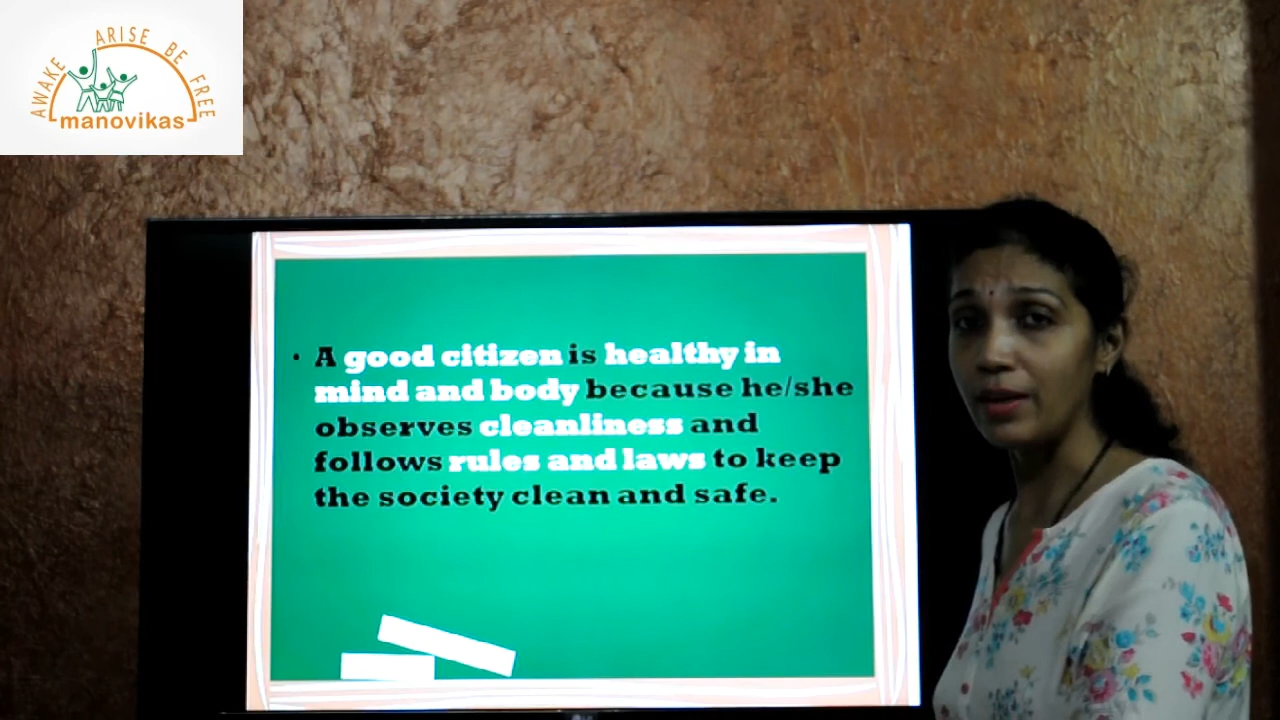 AWAKE ARISE BE FREE
manovikas
• A good citizen is healthy in
mind and body because he/she
observes cleanliness and
follows rules and laws to keep
the society clean and safe.